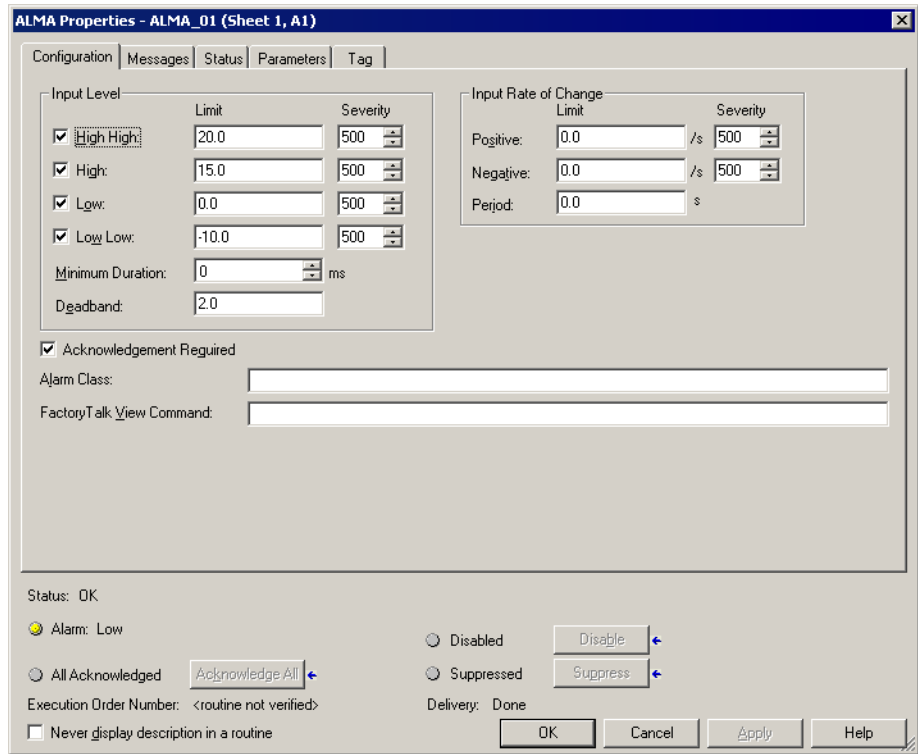 ALMA Properties - ALMA_01 (Sheet 1, A1)
Configuration Messages Status Parameters Tag
Input Level
Limit Severity
High High: 20.0 500
High: 15.0 500
Low: 0.0 500
Low Low: -10.0 500
Minimum Duration: 0 ms
Deadband: 2.0
Input Rate of Change
Limit Severity
Positive: 0.0 /s 500
Negative: 0.0 /s 500
Period: 0.0 s
Acknowledgement Required
Alarm Class:
FactoryTalk View Command:
Status: OK
Alarm: Low
Disabled Disable
All Acknowledged Acknowledge All
Suppressed Suppress
Execution Order Number: <routine not verified>
Delivery: Done
Never display description in a routine
OK Cancel Apply Help